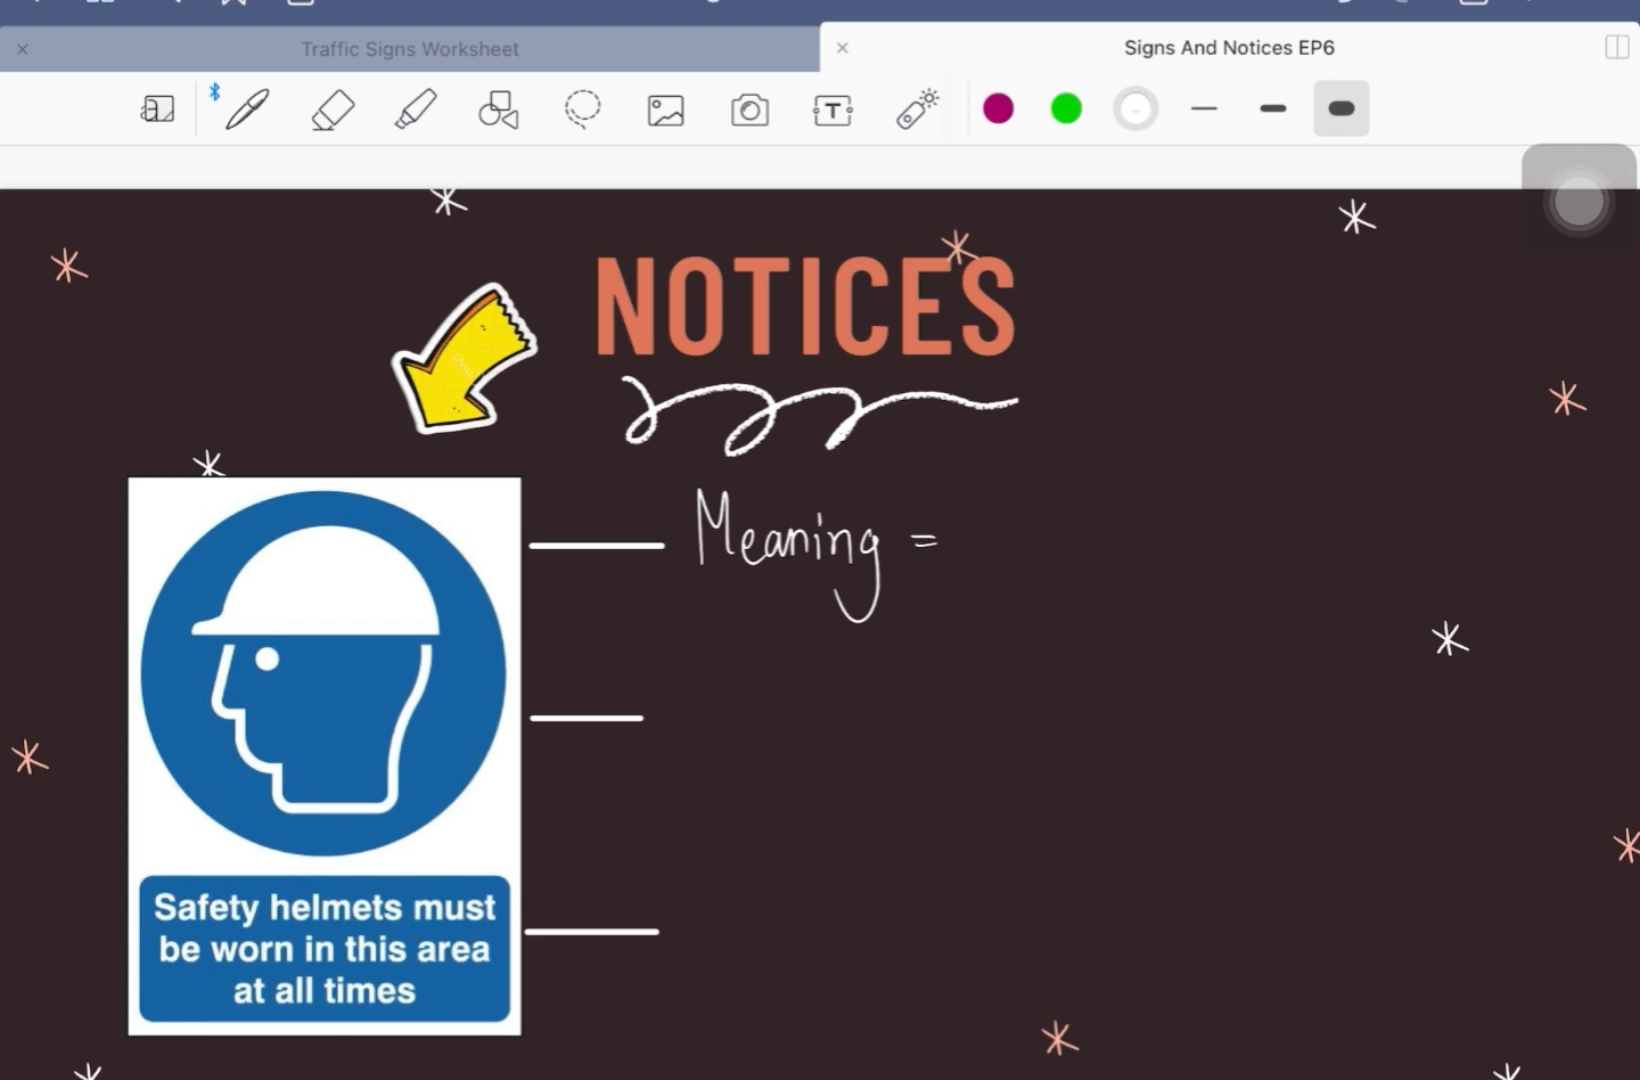 Traffic Signs Worksheet
Signs And Notices EP6
NOTICES
Meaning =
Safety helmets must
be worn in this area
at all times